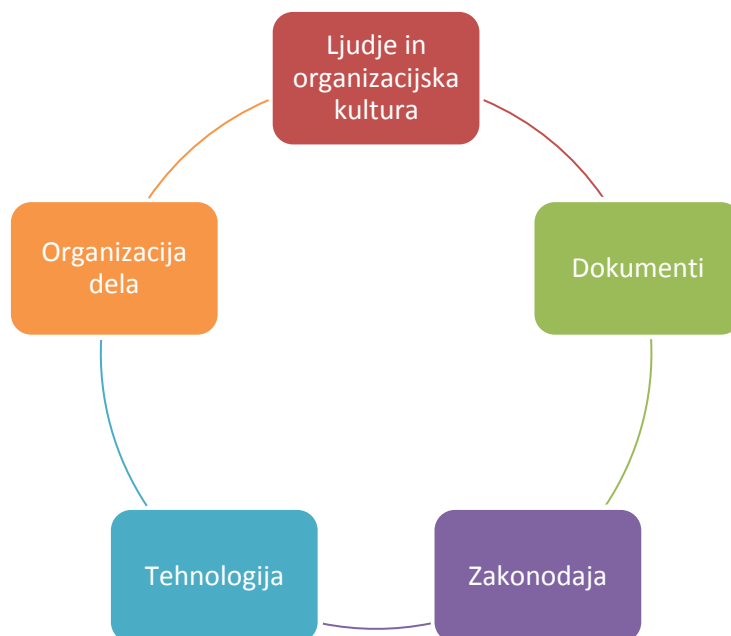 Ljudje in
organizacijska
kultura
Organizacija
dela
Dokumenti
Tehnologija
Zakonodaja